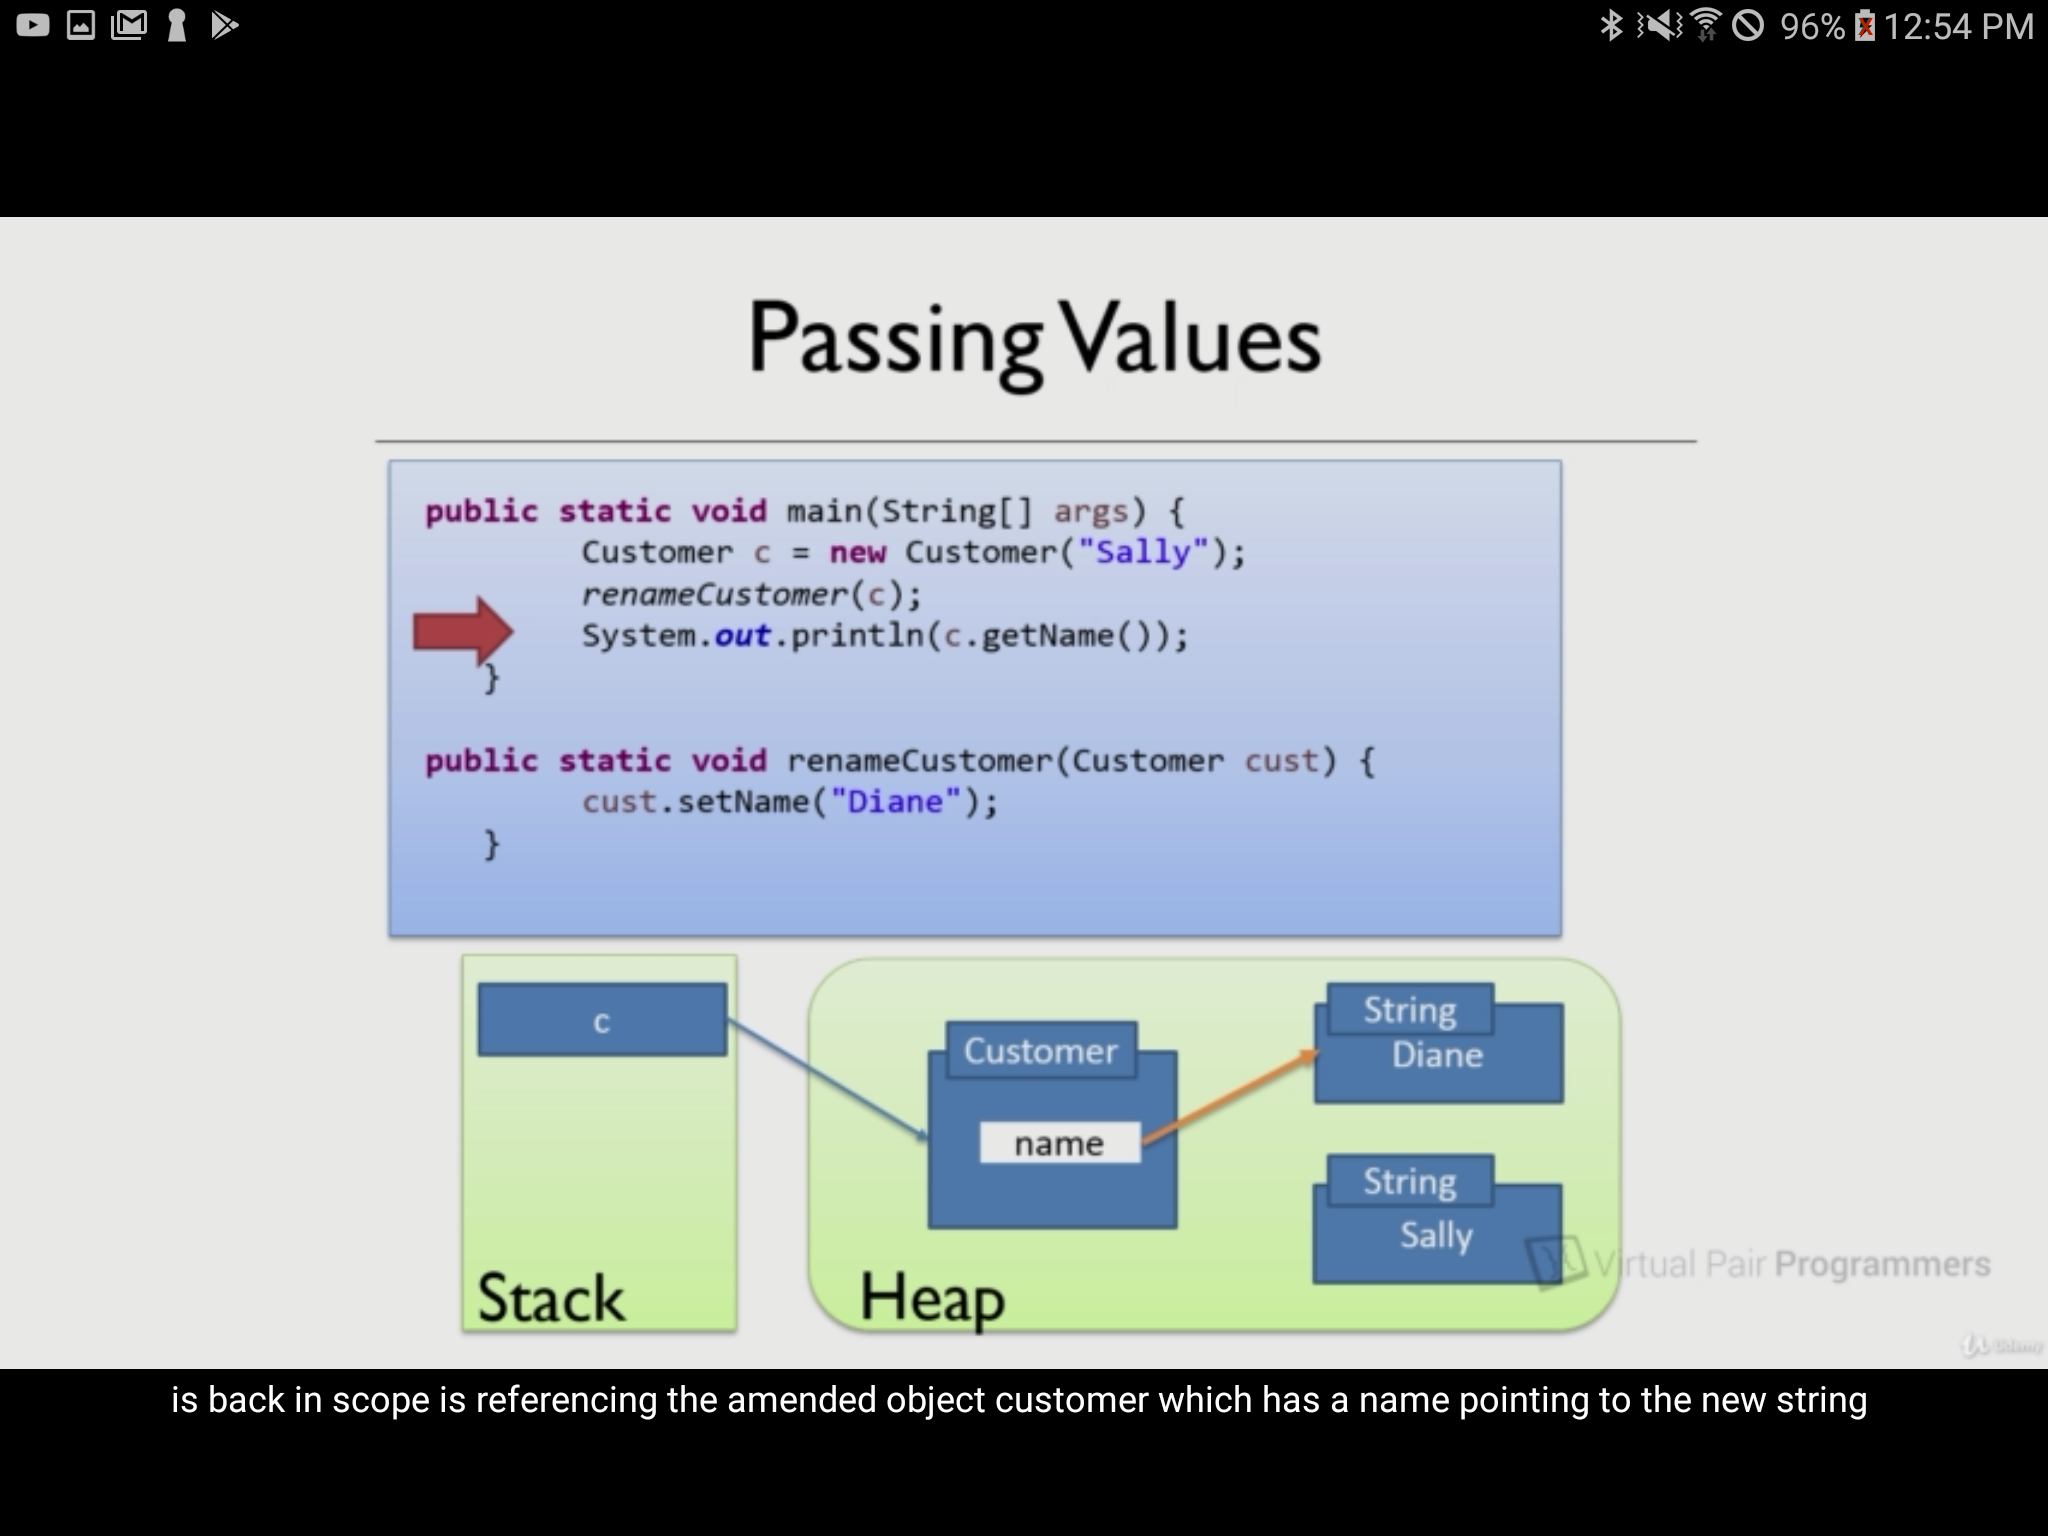 96% 12:54 PM
Passing Values
public static void main(String[] args) {
Customer c = new Customer("Sally");
renameCustomer(c);
System.out.println(c.getName());
}
public static void renameCustomer(Customer cust) {
cust.setName("Diane");
}
c
Stack
Customer
name
String
Diane
String
Sally
Heap
Virtual Pair Programmers
Udemy
is back in scope is referencing the amended object customer which has a name pointing to the new string